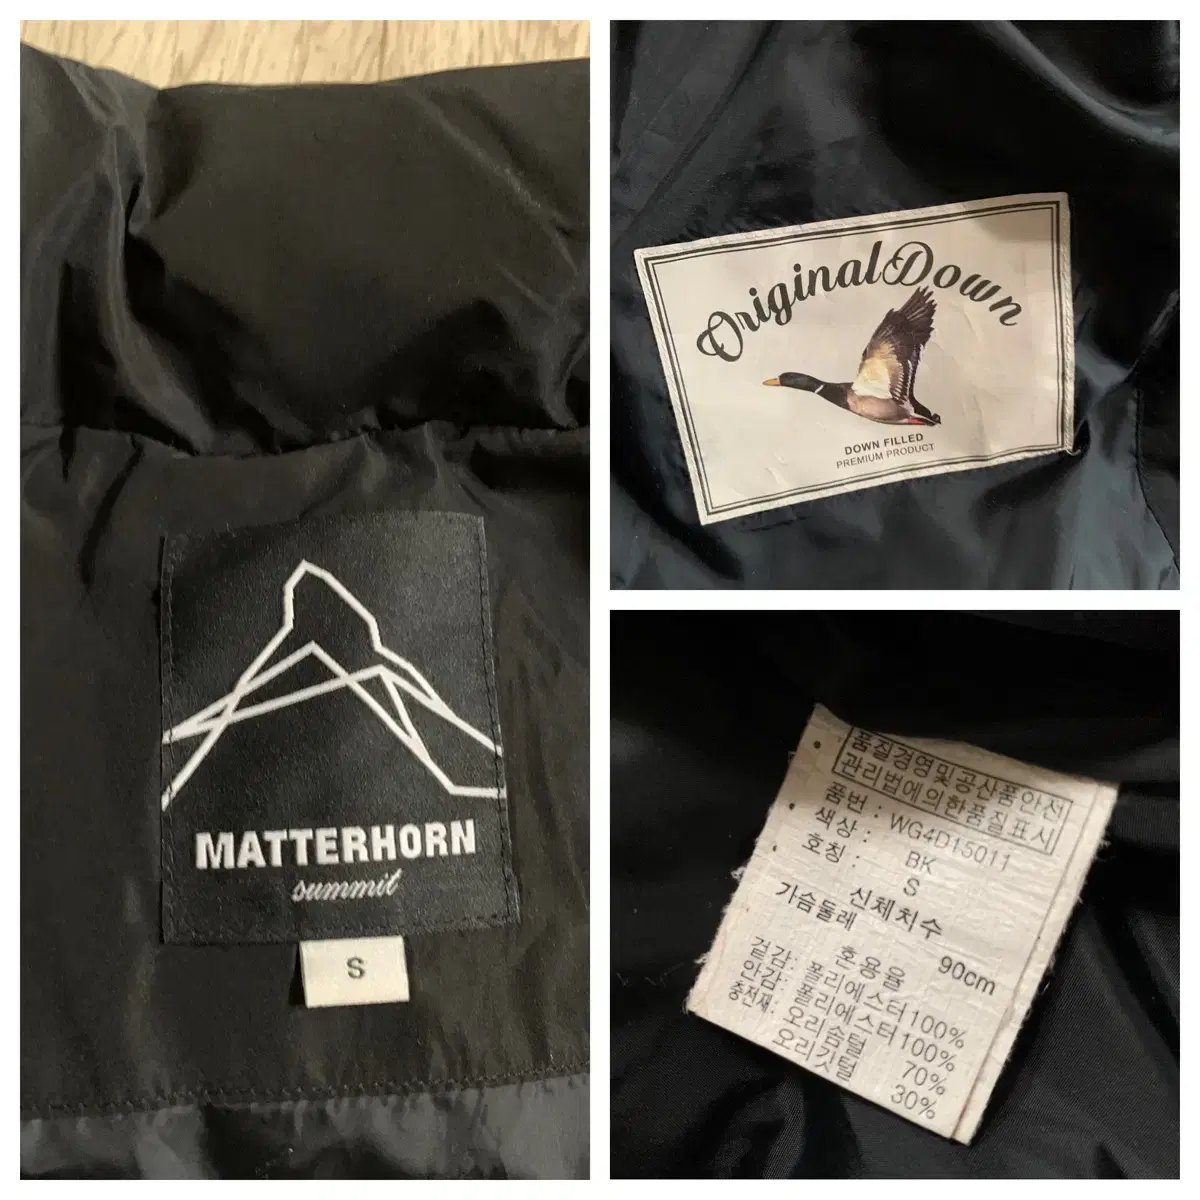 MATTERHORN
summit
S
Original Down
DOWN FILLED
PREMIUM PRODUCT
품질경영및공산품안전
관리법에의한품질표시
품번 : WG4D15011
색상 : BK
호칭 : S
신체치수
가슴둘레 90cm
혼용율
겉감: 폴리에스터100%
안감: 폴리에스터100%
충전재: 오리솜털 70%
오리깃털 30%